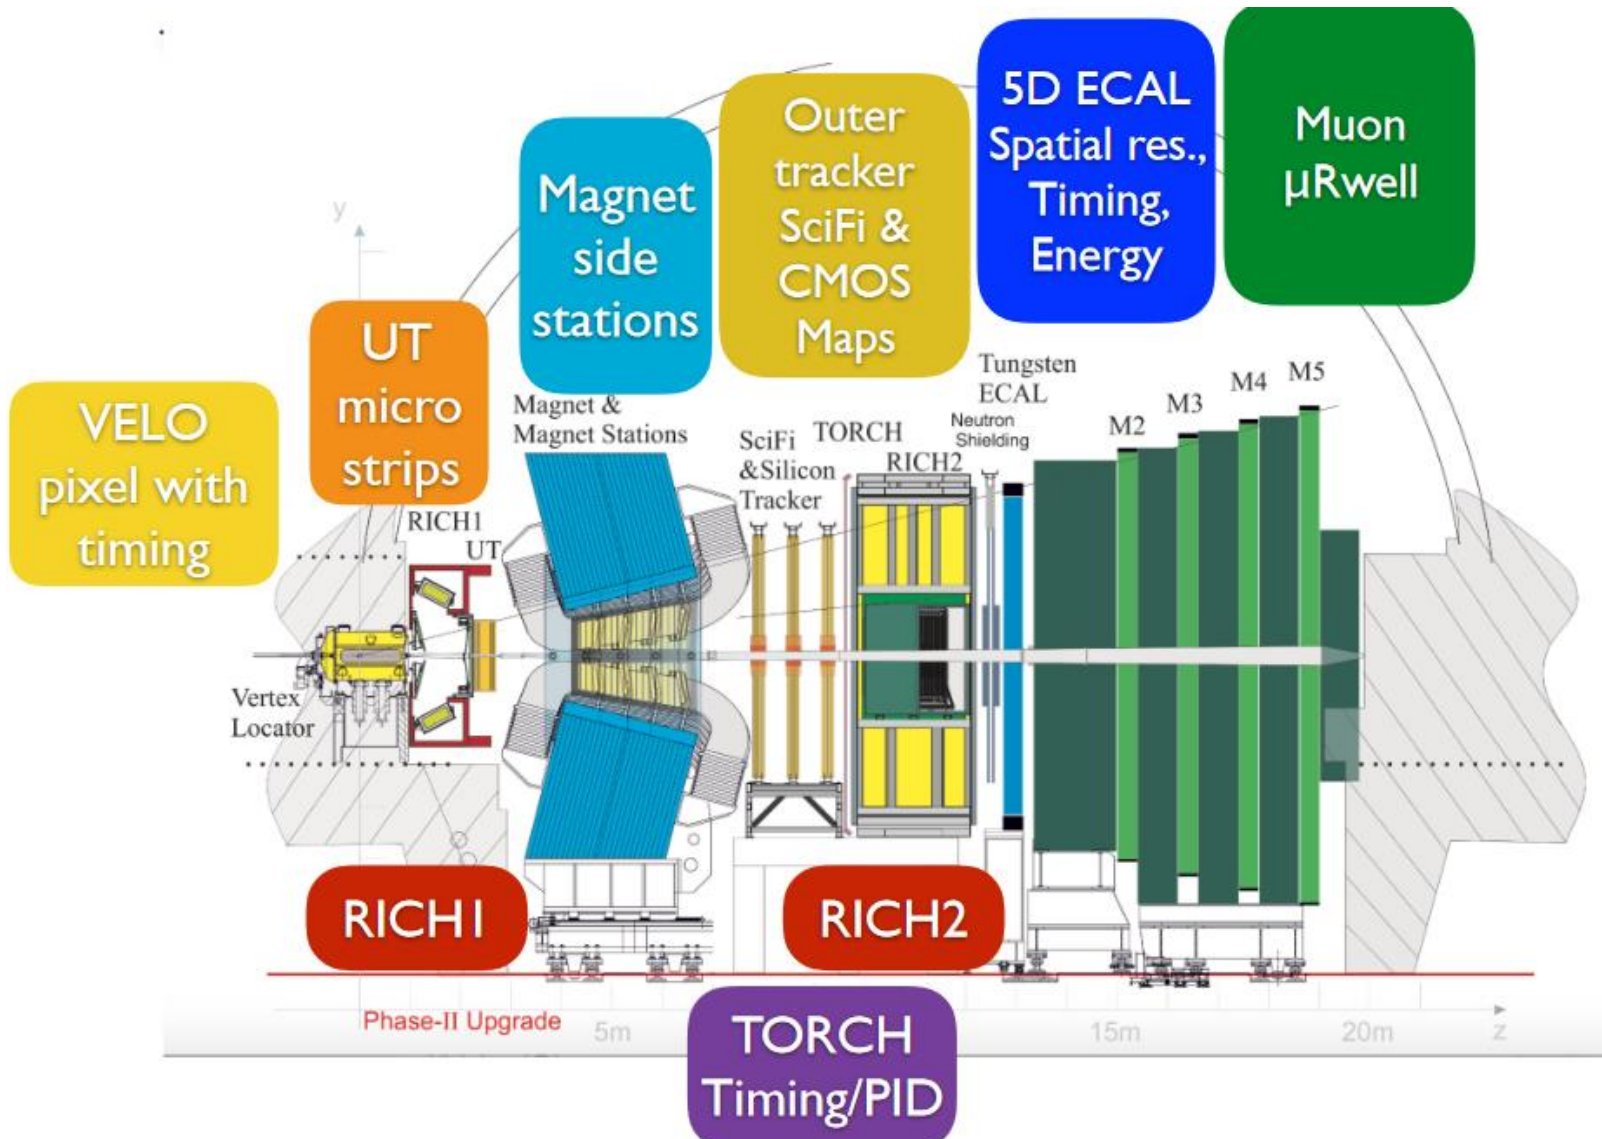 5D ECAL
Spatial res.,
Timing,
Energy
Muon
µRwell
Outer
tracker
SciFi &
CMOS
Maps
Magnet
side
stations
y
UT
micro
strips
VELO
pixel with
timing
Magnet &
Magnet Stations
Tungsten
ECAL
Neutron
Shielding
M2
M3
M4
M5
SciFi
&Silicon
Tracker
TORCH
RICH2
RICH1
UT
Vertex
Locator
RICH1
RICH2
Phase-II Upgrade
5m
15m
20m
z
TORCH
Timing/PID